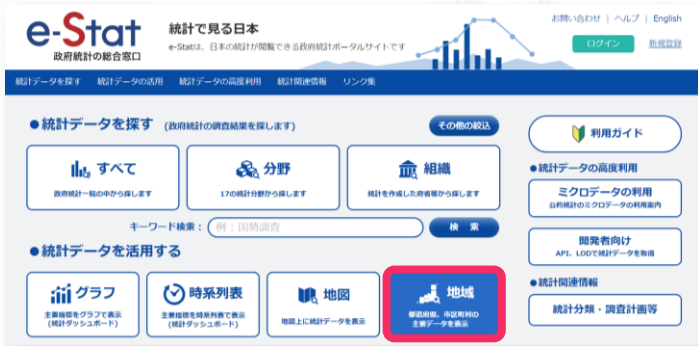 お問い合わせ | ヘルプ | English
e-Stat
政府統計の総合窓口
統計で見る日本
e-Statは、日本の統計が閲覧できる政府統計ポータルサイトです
ログイン 新規登録
統計データを探す 統計データの活用 統計データの高度利用 統計関連情報 リンク集
●統計データを探す (政府統計の調査結果を探します)
その他の絞込
すべて
政府統計一覧の中から探します
分野
17の統計分野から探します
組織
統計を作成した府省等から探します
キーワード検索： 例：国勢調査
検 索
●統計データを活用する
グラフ
主要指標をグラフで表示
(統計ダッシュボード)
時系列表
主要指標を時系列表で表示
(統計ダッシュボード)
地図
地図上に統計データを表示
地域
都道府県、市区町村の
主要データを表示
利用ガイド
●統計データの高度利用
ミクロデータの利用
公的統計のミクロデータの利用案内
開発者向け
API、LODで統計データを取得
●統計関連情報
統計分類・調査計画等